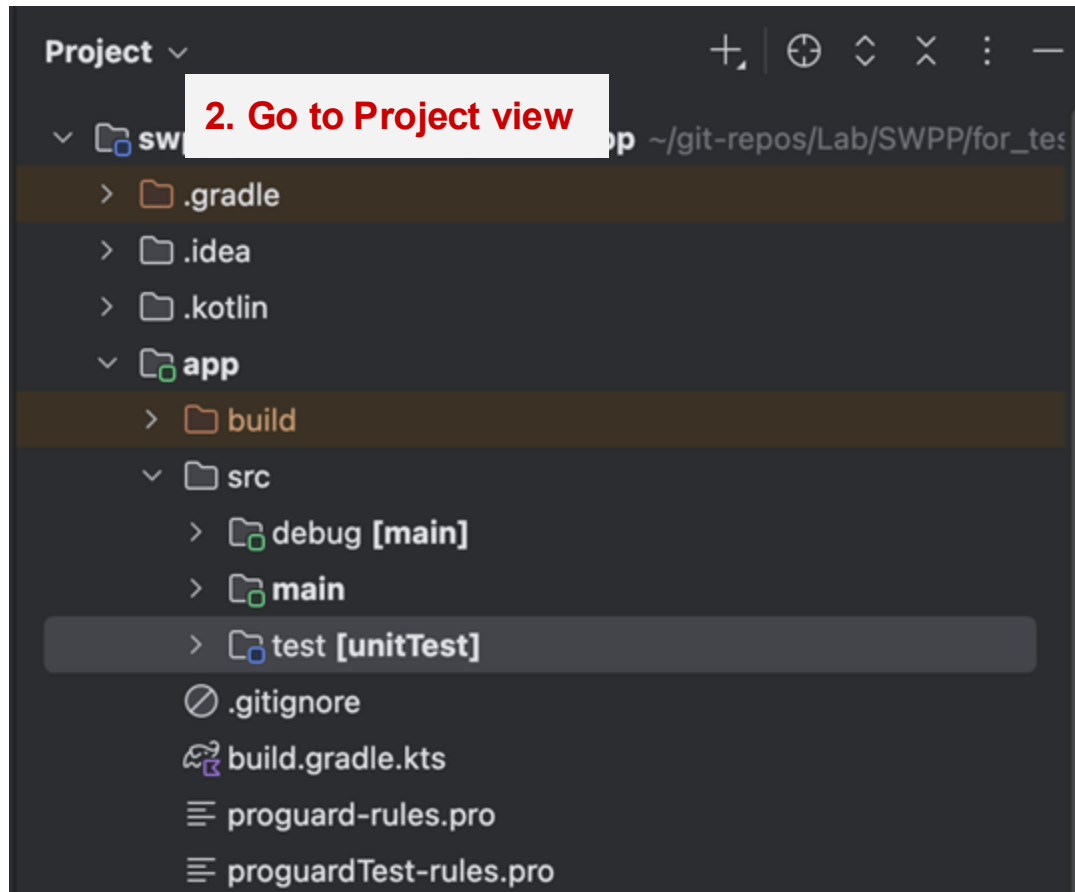 Project
2. Go to Project view
sw pp ~/git-repos/Lab/SWPP/for_tes
.gradle
.idea
.kotlin
app
build
src
debug [main]
main
test [unitTest]
.gitignore
build.gradle.kts
proguard-rules.pro
proguardTest-rules.pro